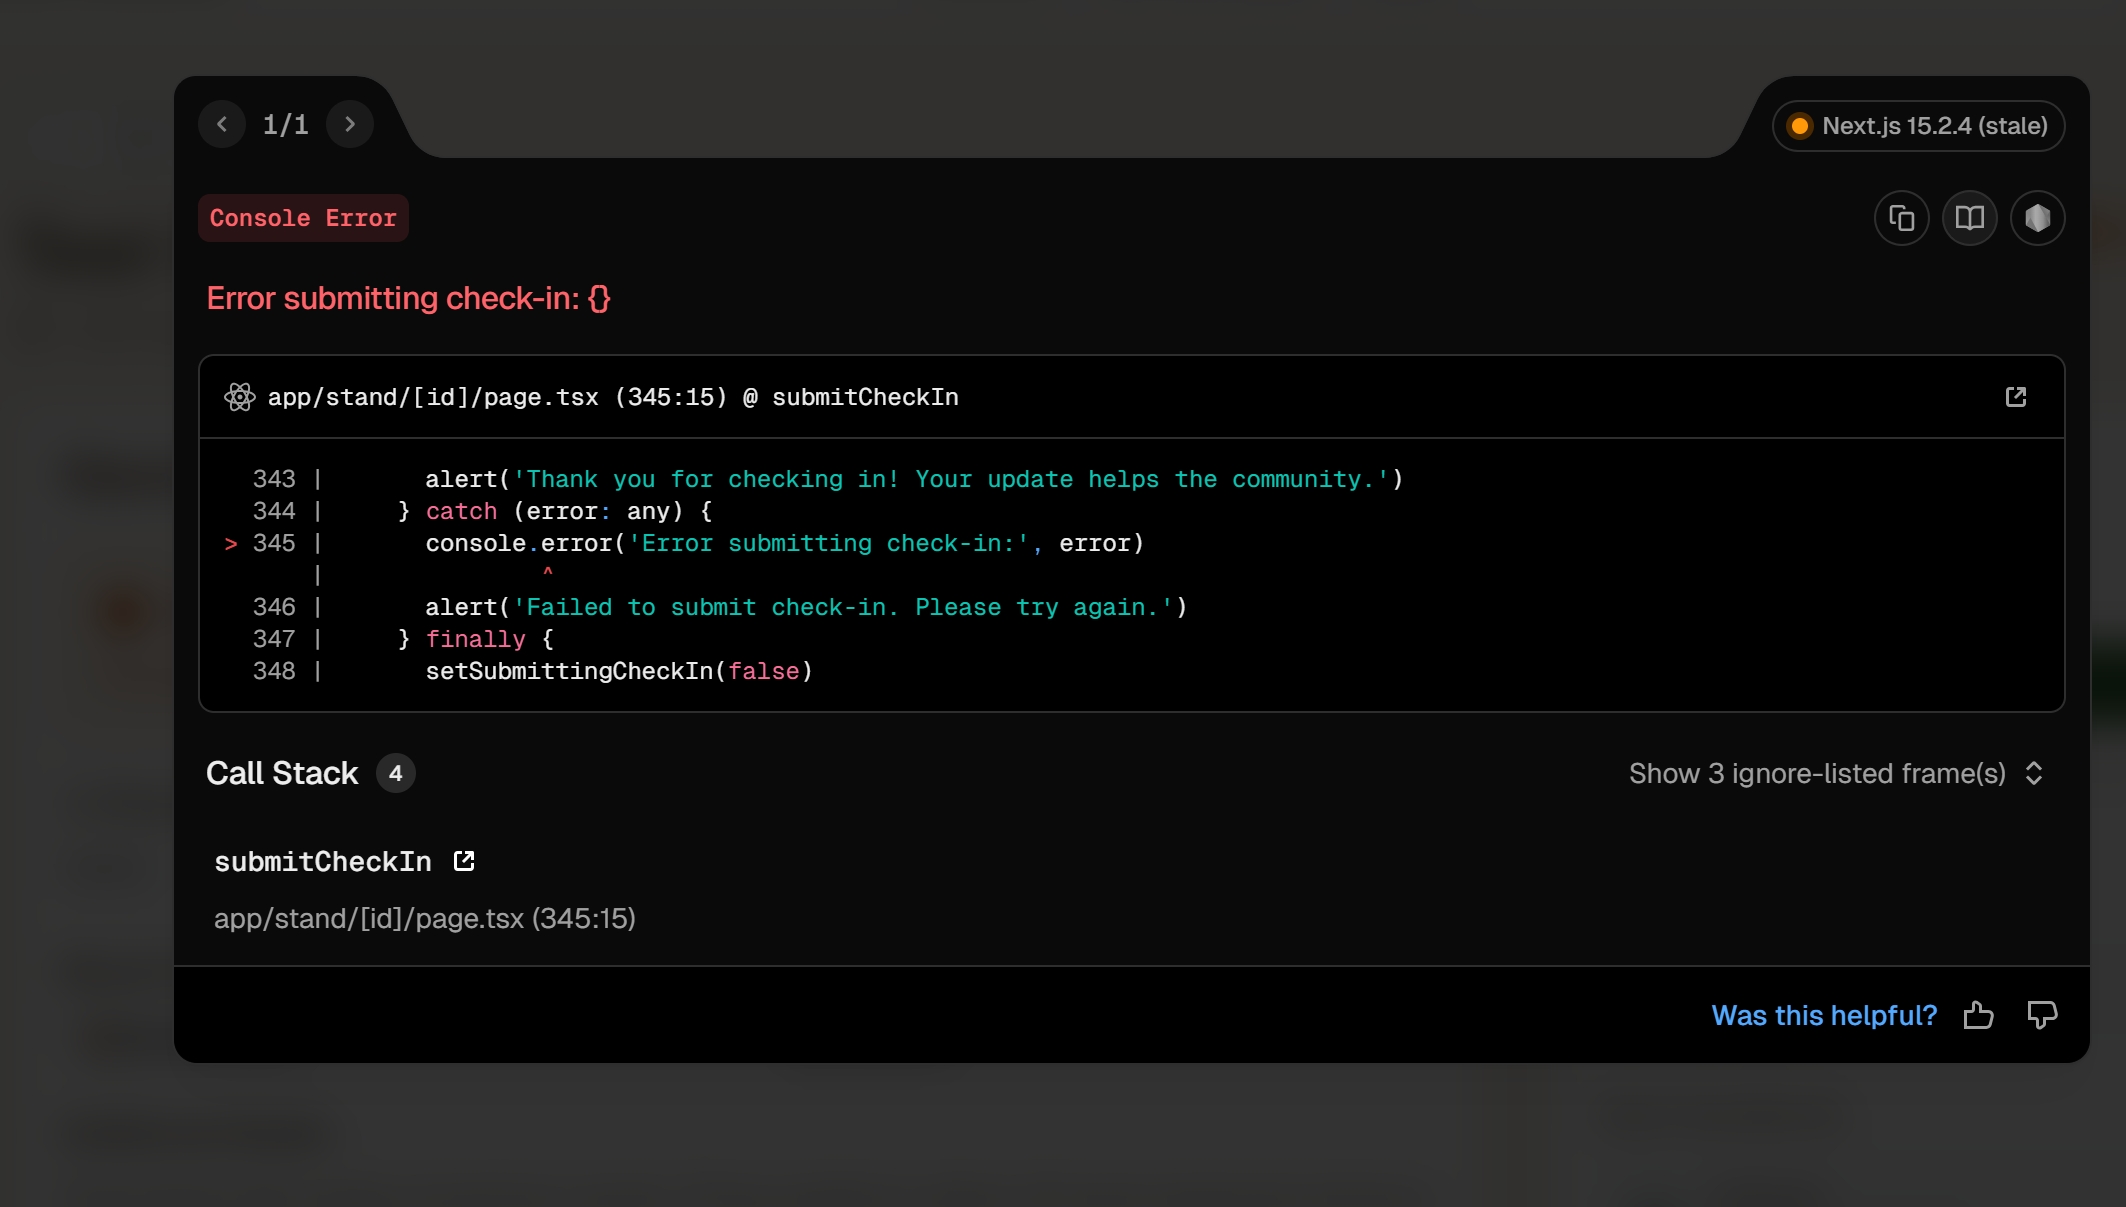 1/1
Next.js 15.2.4 (stale)
Console Error
Error submitting check-in: {}
app/stand/[id]/page.tsx (345:15) @ submitCheckIn
343 |       alert('Thank you for checking in! Your update helps the community.')
344 |     } catch (error: any) {
> 345 |       console.error('Error submitting check-in:', error)
|               ^
346 |       alert('Failed to submit check-in. Please try again.')
347 |     } finally {
348 |       setSubmittingCheckIn(false)
Call Stack 4
Show 3 ignore-listed frame(s)
submitCheckIn
app/stand/[id]/page.tsx (345:15)
Was this helpful?